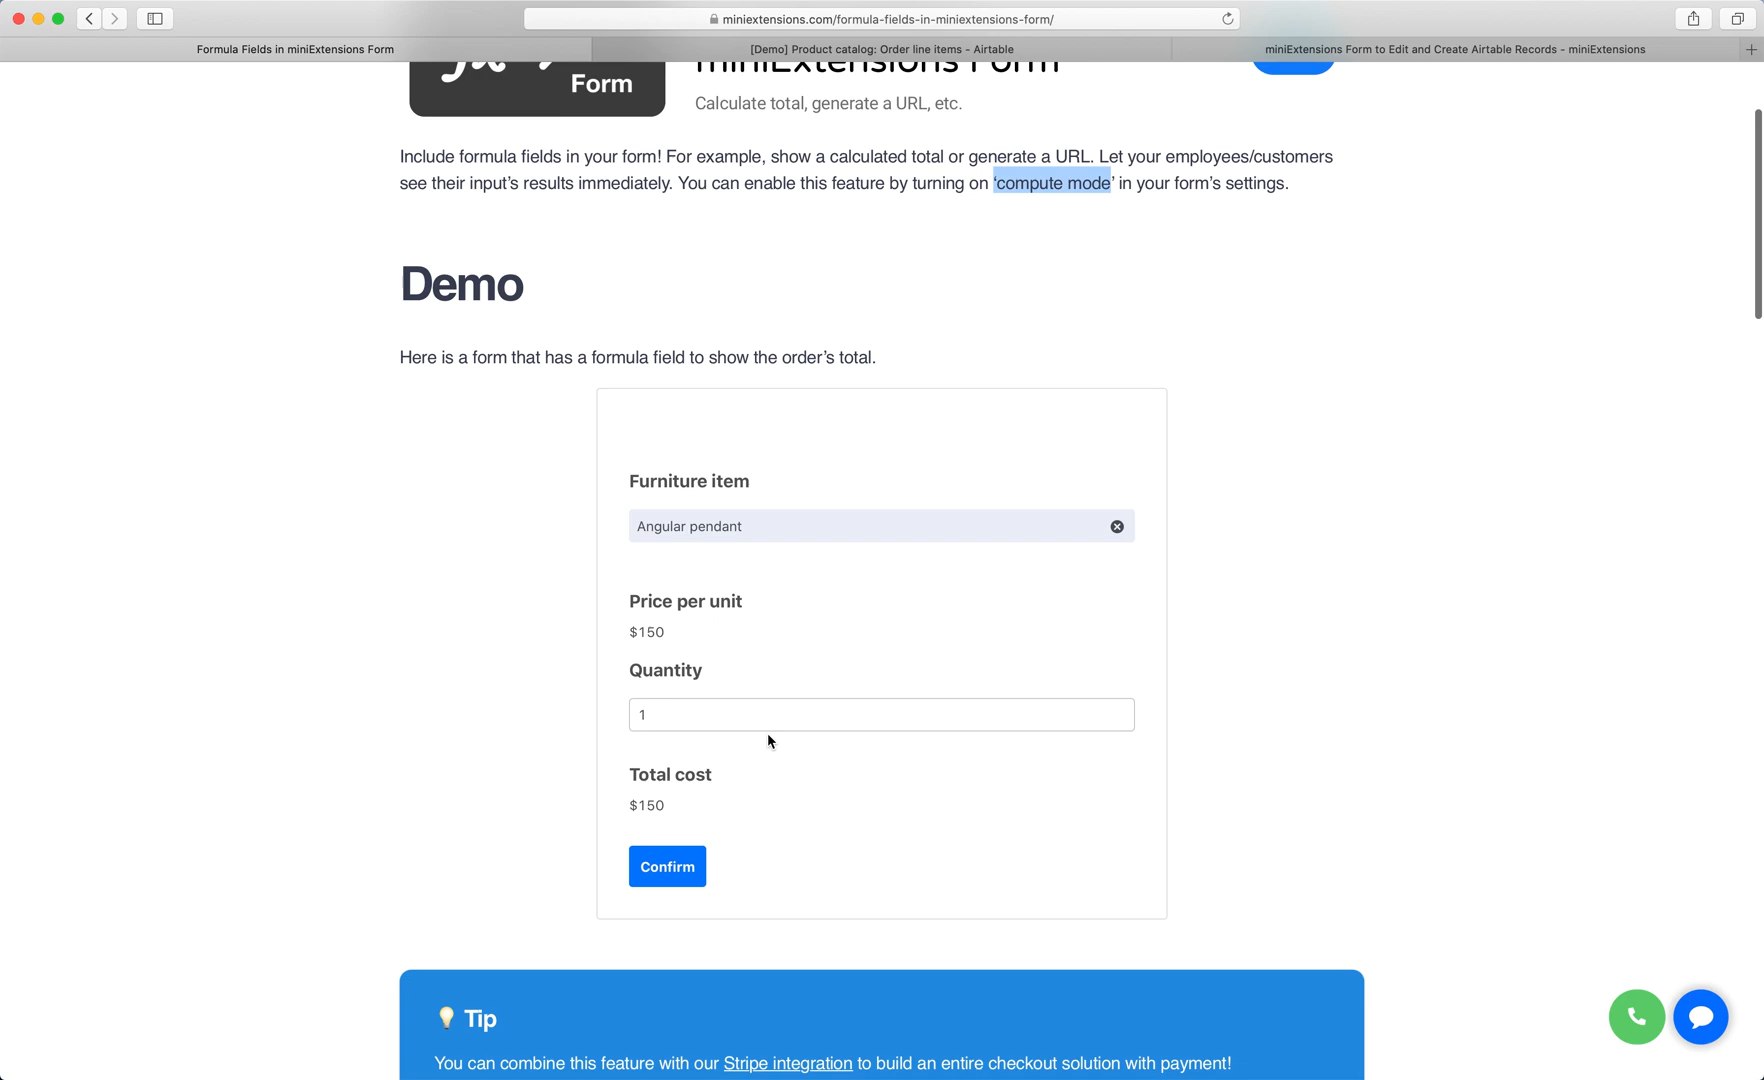 miniextensions.com/formula-fields-in-miniextensions-form/
Formula Fields in miniExtensions Form
[Demo] Product catalog: Order line items - Airtable
miniExtensions Form to Edit and Create Airtable Records - miniExtensions
Form
miniExtensions Form
Calculate total, generate a URL, etc.
Include formula fields in your form! For example, show a calculated total or generate a URL. Let your employees/customers
see their input’s results immediately. You can enable this feature by turning on ‘compute mode’ in your form’s settings.
Demo
Here is a form that has a formula field to show the order’s total.
Furniture item
Angular pendant
Price per unit
$150
Quantity
1
Total cost
$150
Confirm
💡 Tip
You can combine this feature with our Stripe integration to build an entire checkout solution with payment!